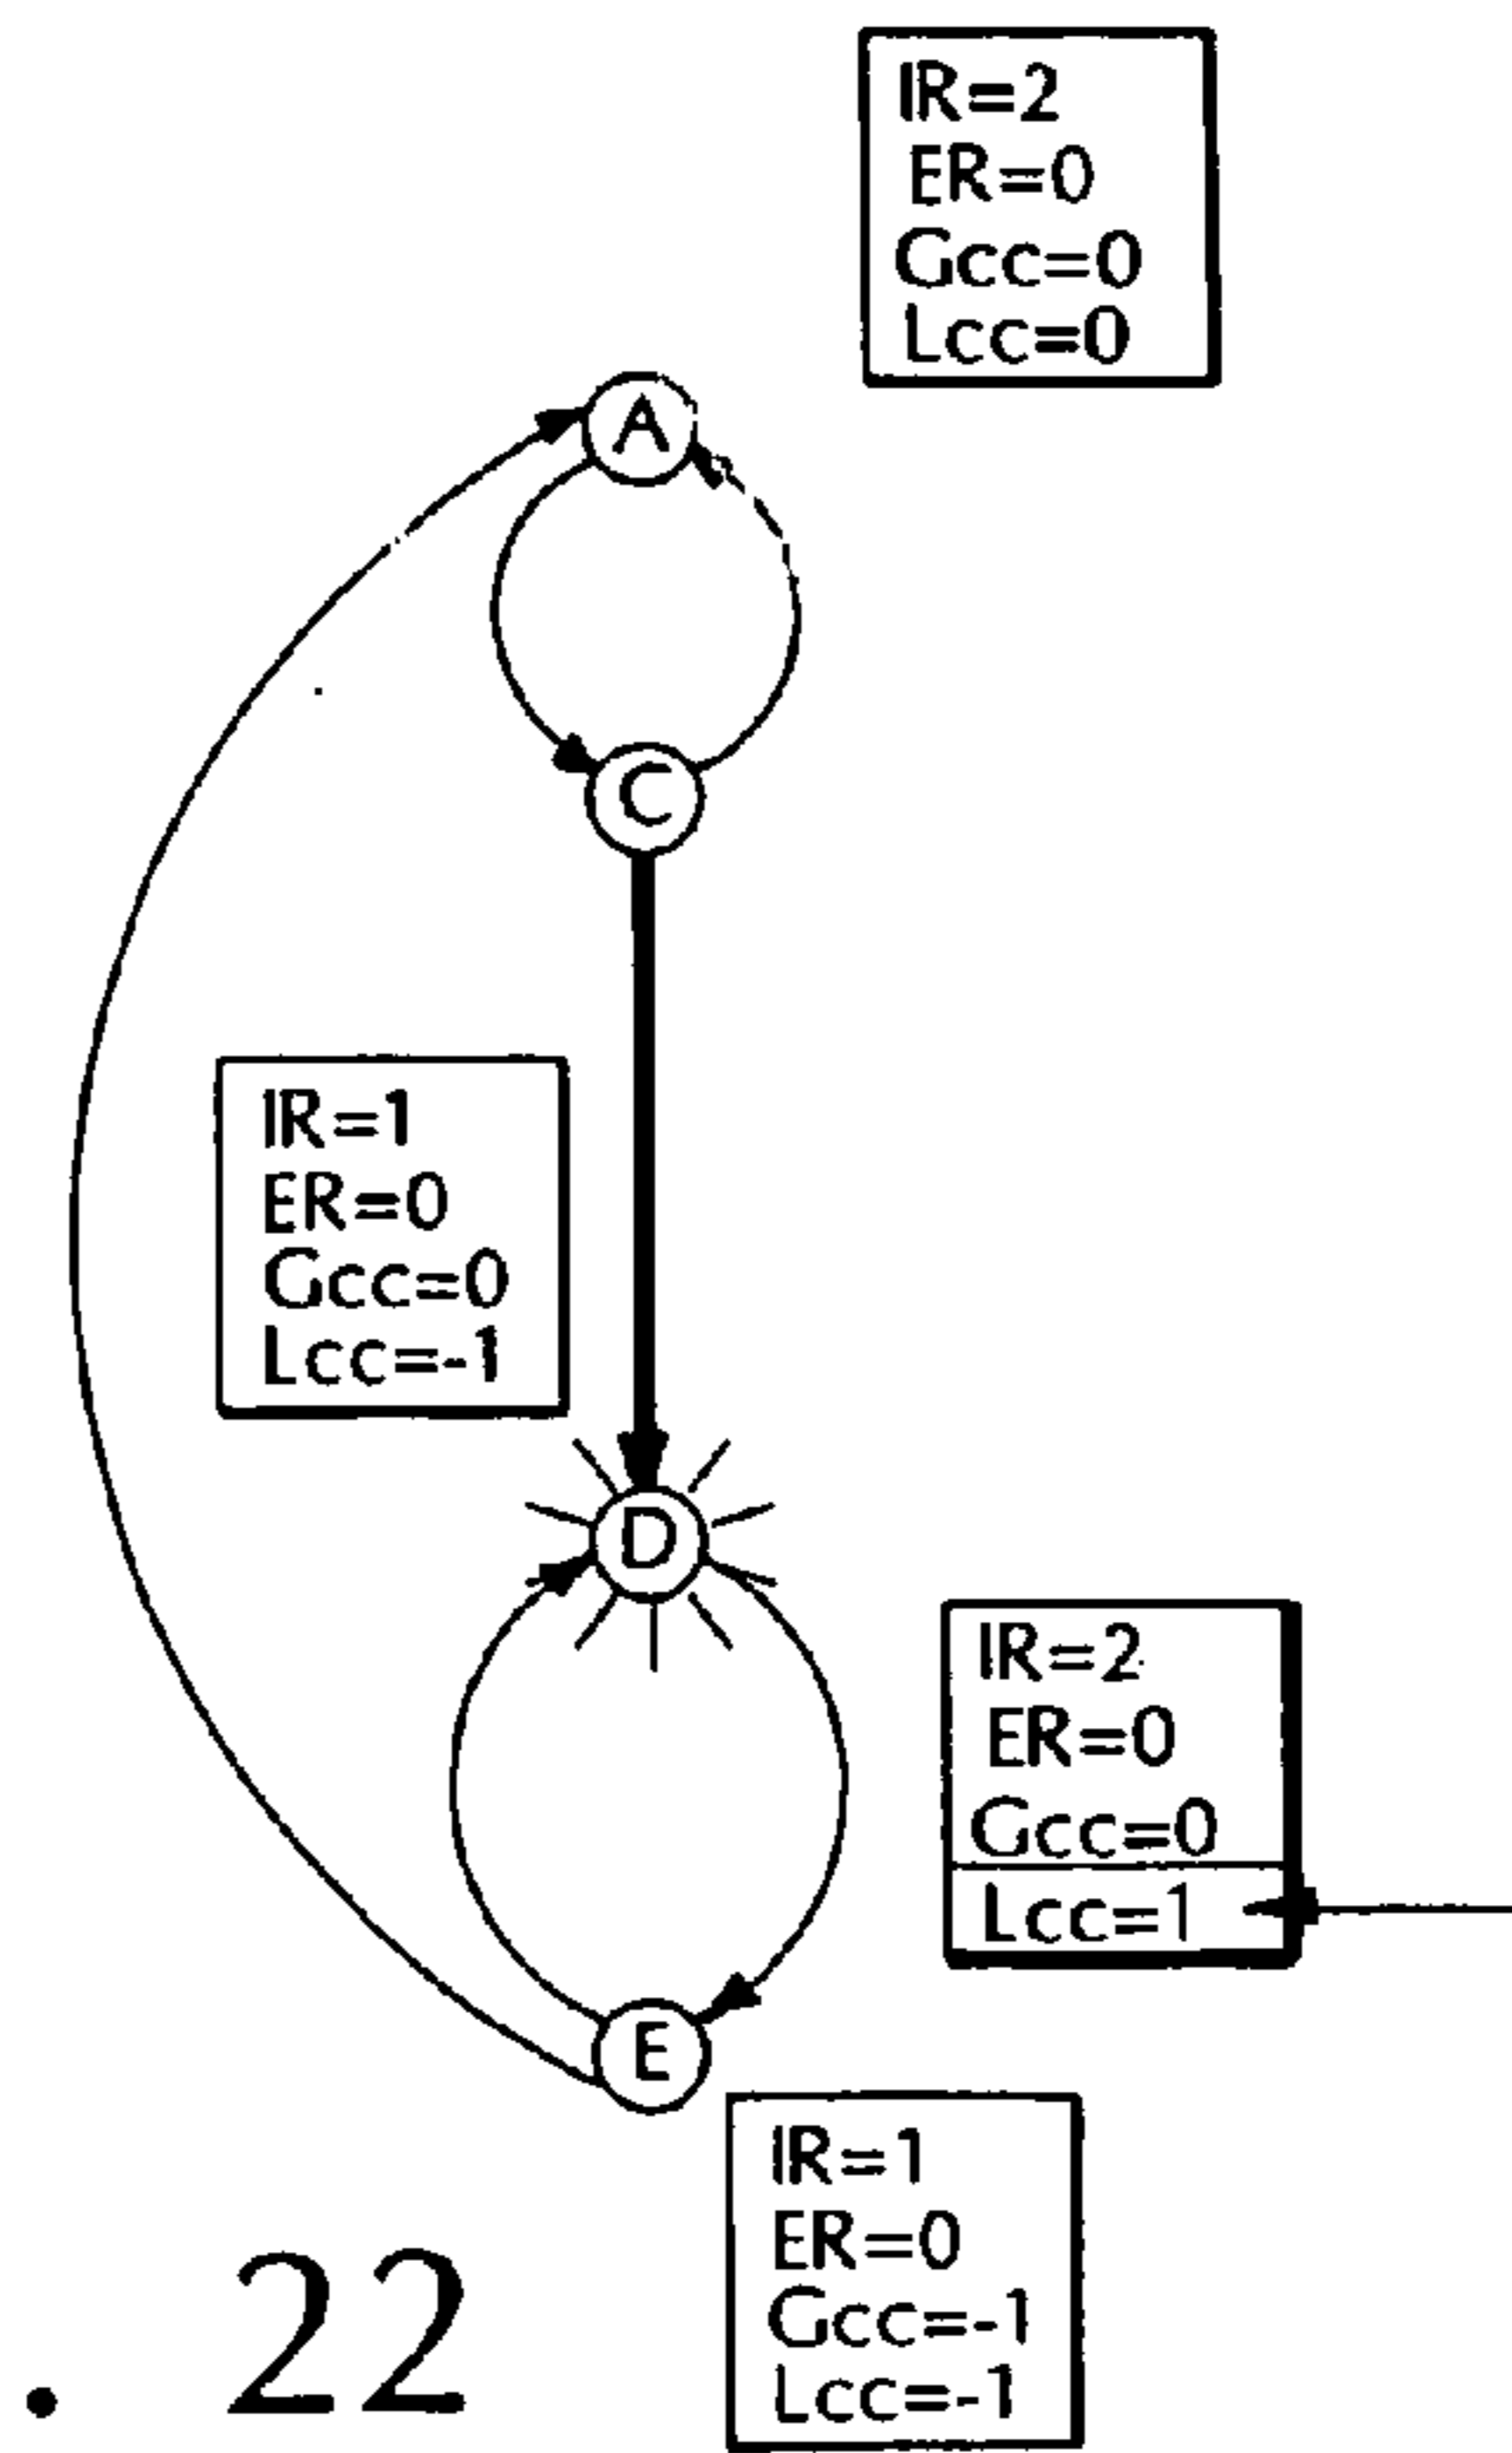 IR=2
ER=0
Gcc=0
Lcc=0
A
C
IR=1
ER=0
Gcc=0
Lcc=-1
D
IR=2
ER=0
Gcc=0
Lcc=1
E
IR=1
ER=0
Gcc=-1
Lcc=-1
. 22